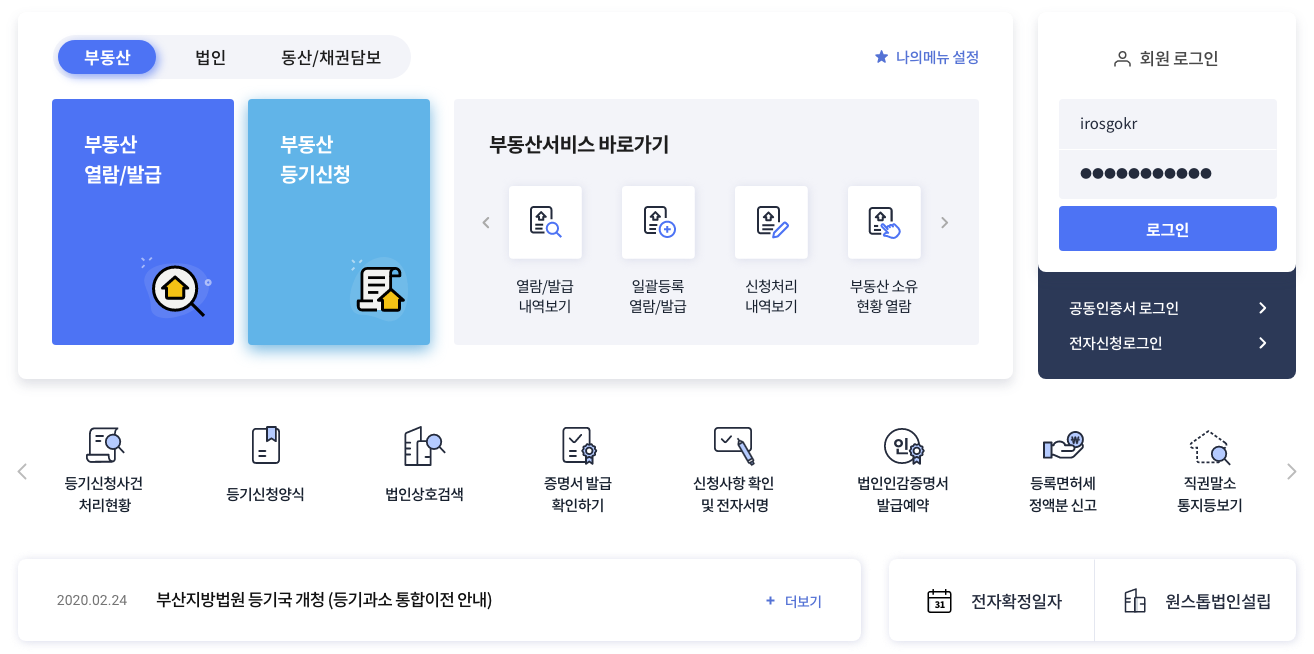 부동산
법인
동산/채권담보
나의메뉴 설정
부동산
열람/발급
부동산
등기신청
부동산서비스 바로가기
열람/발급
내역보기
일괄등록
열람/발급
신청처리
내역보기
부동산 소유
현황 열람
회원 로그인
irosgokr
●●●●●●●●●●●
로그인
공동인증서 로그인
전자신청로그인
등기신청사건
처리현황
등기신청양식
법인상호검색
증명서 발급
확인하기
신청사항 확인
및 전자서명
인
법인인감증명서
발급예약
₩
등록면허세
정액분 신고
직권말소
통지등보기
2020.02.24
부산지방법원 등기국 개청 (등기과소 통합이전 안내)
+ 더보기
31
전자확정일자
원스톱법인설립